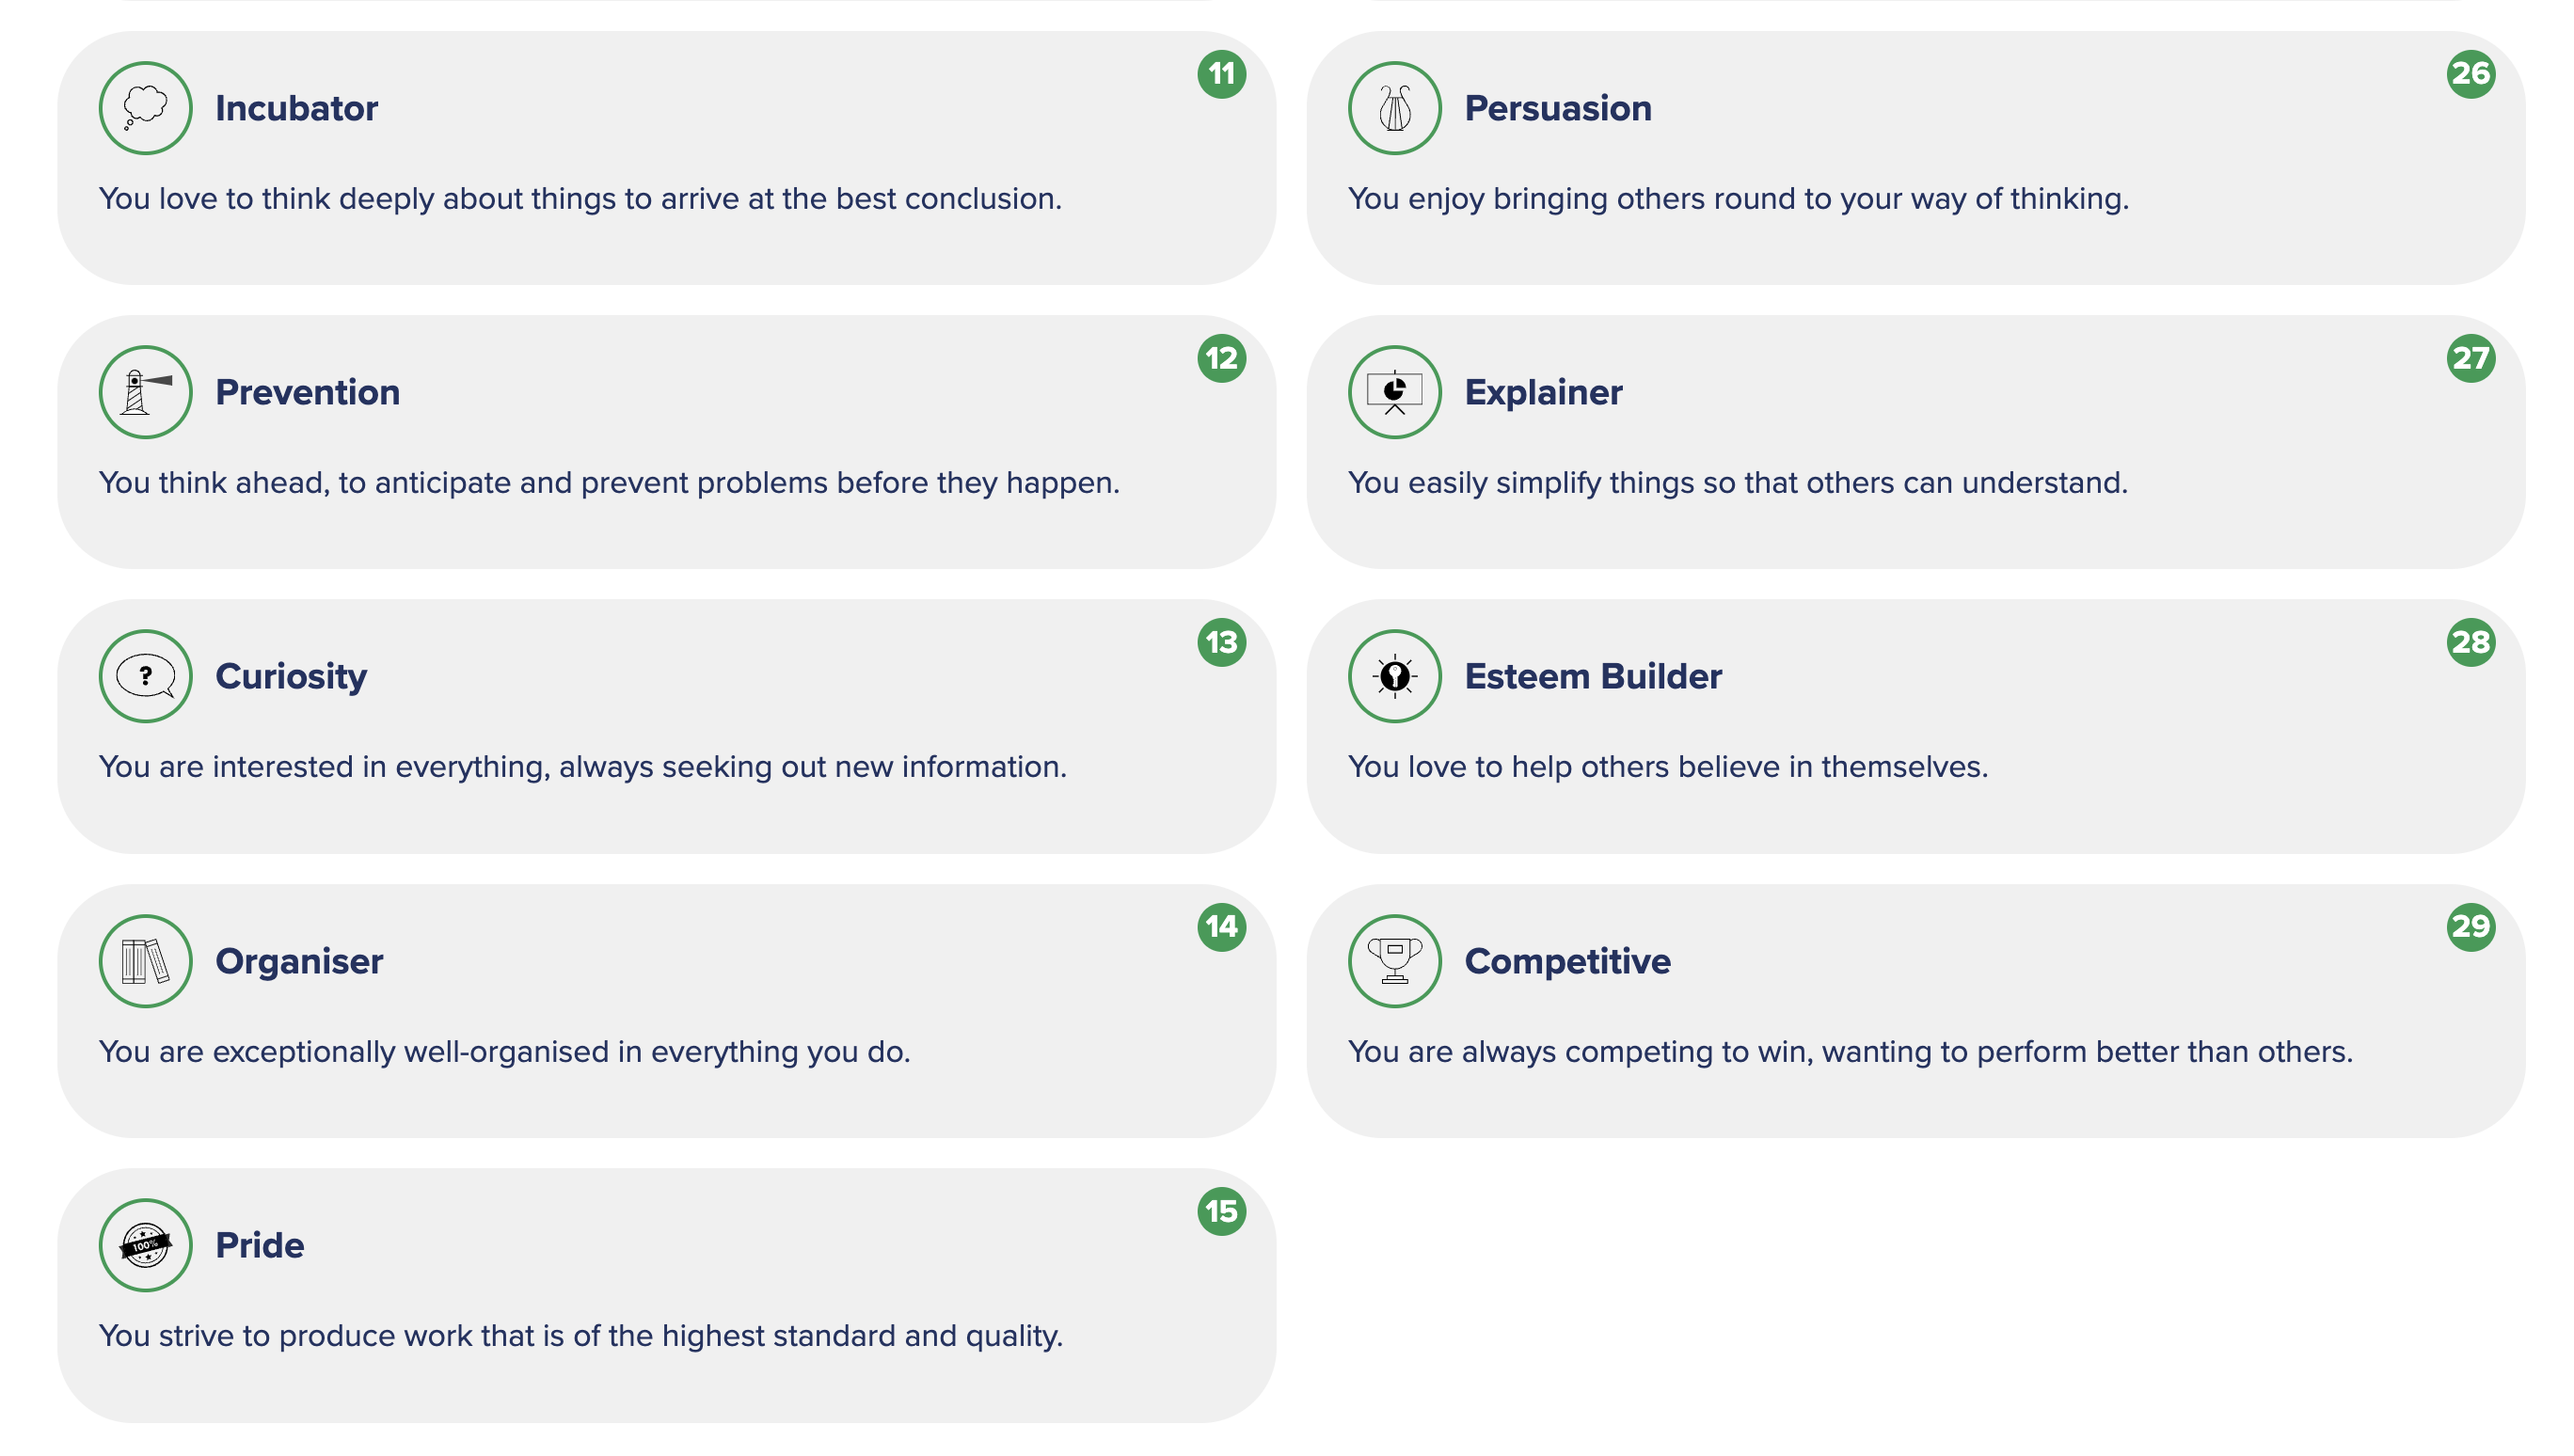 11
Incubator
You love to think deeply about things to arrive at the best conclusion.
12
Prevention
You think ahead, to anticipate and prevent problems before they happen.
13
?
Curiosity
You are interested in everything, always seeking out new information.
14
Organiser
You are exceptionally well-organised in everything you do.
15
100%
Pride
You strive to produce work that is of the highest standard and quality.
26
Persuasion
You enjoy bringing others round to your way of thinking.
27
Explainer
You easily simplify things so that others can understand.
28
Esteem Builder
You love to help others believe in themselves.
29
Competitive
You are always competing to win, wanting to perform better than others.